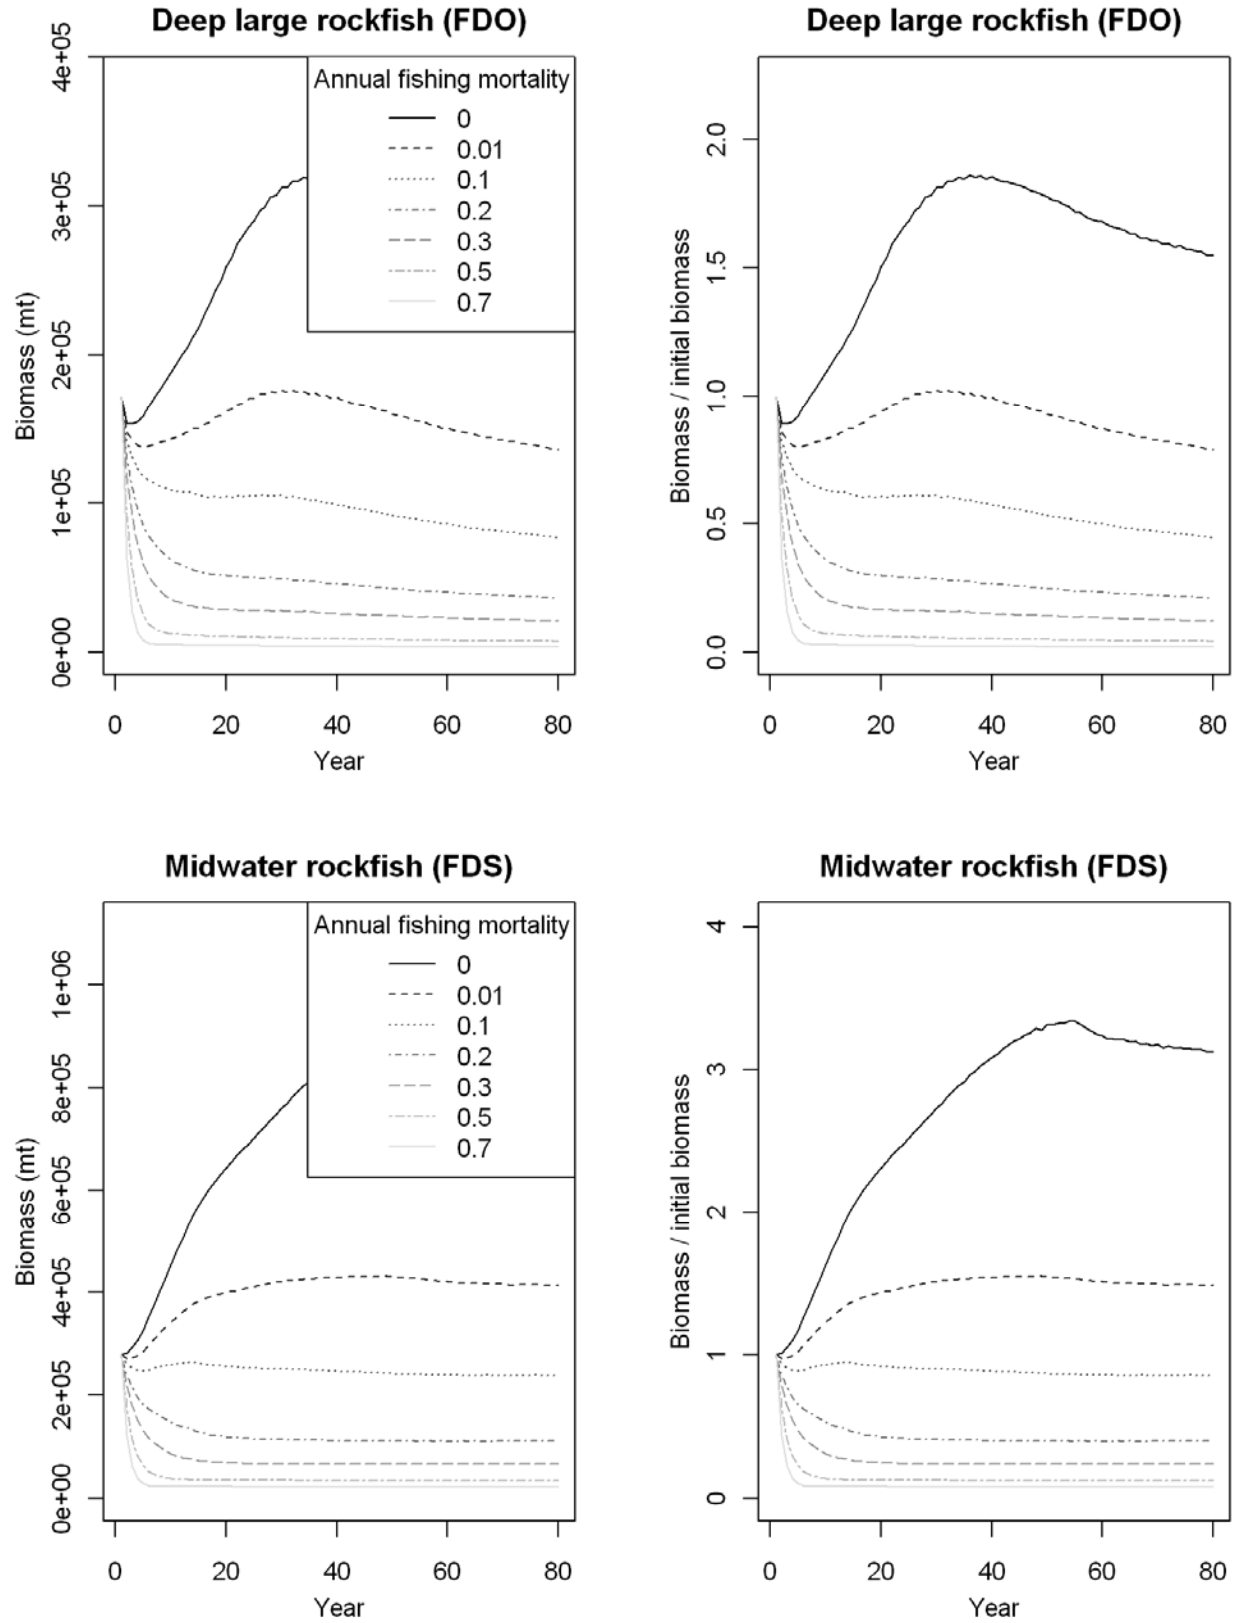 Deep large rockfish (FDO)
Biomass (mt)
4e+05
3e+05
2e+05
1e+05
0e+00
Annual fishing mortality
0
0.01
0.1
0.2
0.3
0.5
0.7
0 20 40 60 80
Year
Deep large rockfish (FDO)
Biomass / initial biomass
2.0
1.5
1.0
0.5
0.0
0 20 40 60 80
Year
Midwater rockfish (FDS)
Biomass (mt)
1e+06
8e+05
6e+05
4e+05
2e+05
0e+00
Annual fishing mortality
0
0.01
0.1
0.2
0.3
0.5
0.7
0 20 40 60 80
Year
Midwater rockfish (FDS)
Biomass / initial biomass
4
3
2
1
0
0 20 40 60 80
Year